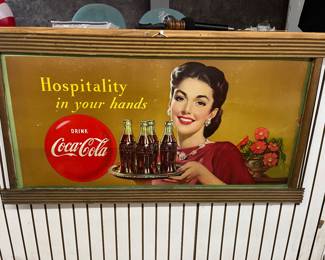 Hospitality
in your hands
DRINK
Coca-Cola